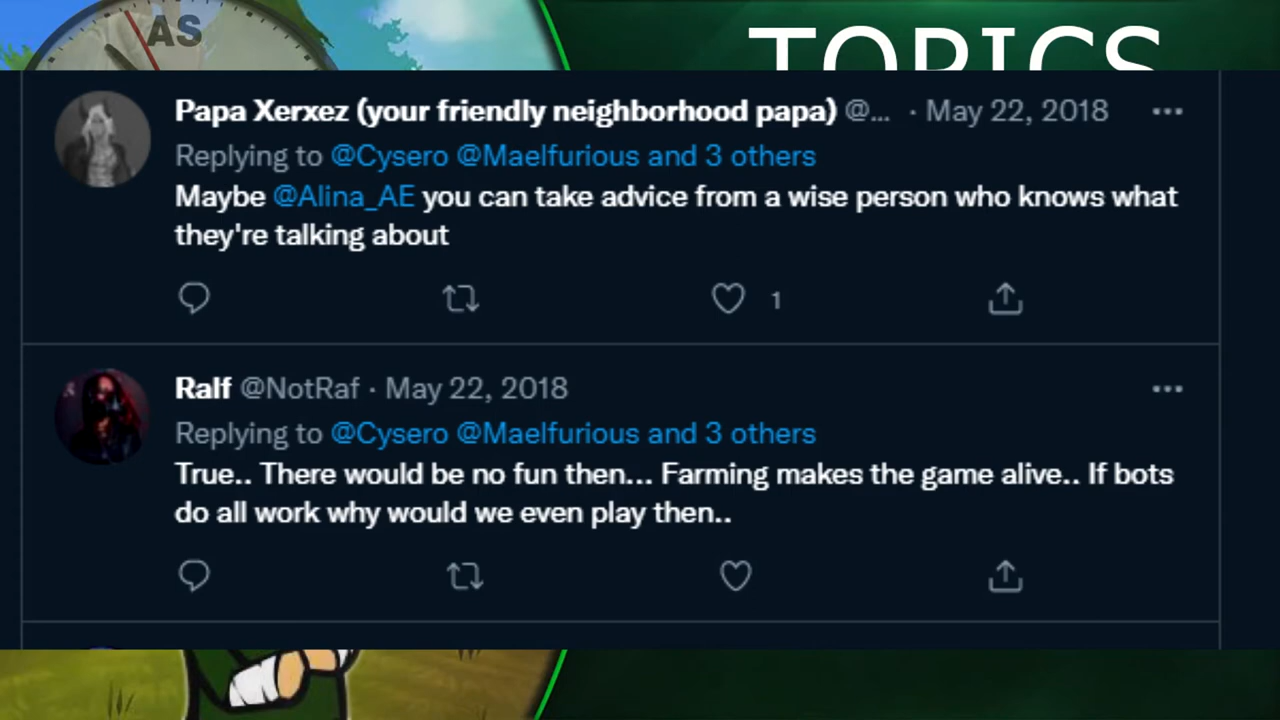 AS
TOPICS
Papa Xerxez (your friendly neighborhood papa) @... · May 22, 2018
Replying to @Cysero @Maelfurious and 3 others
Maybe @Alina_AE you can take advice from a wise person who knows what
they're talking about
1
Ralf @NotRaf · May 22, 2018
Replying to @Cysero @Maelfurious and 3 others
True.. There would be no fun then... Farming makes the game alive.. If bots
do all work why would we even play then..